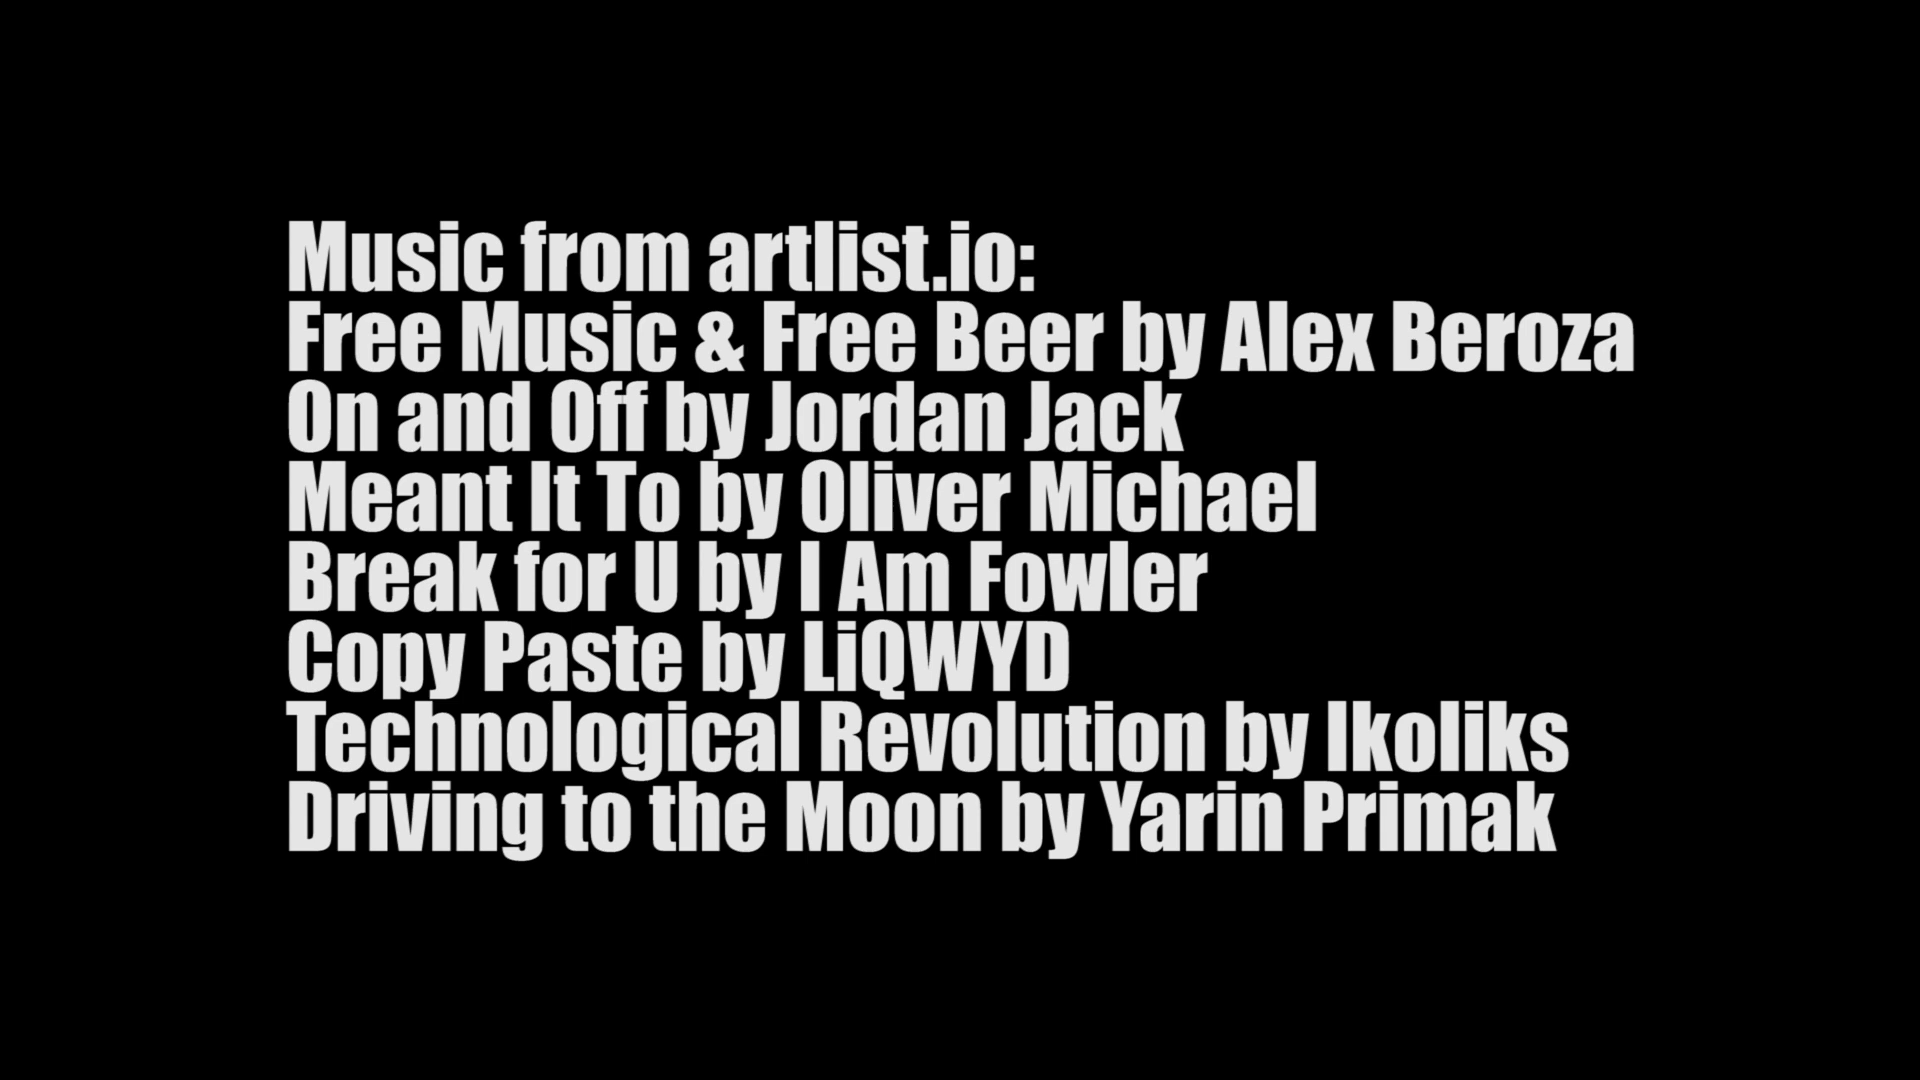 Music from artlist.io:
Free Music & Free Beer by Alex Beroza
On and Off by Jordan Jack
Meant It To by Oliver Michael
Break for U by I Am Fowler
Copy Paste by LiQWYD
Technological Revolution by Ikoliks
Driving to the Moon by Yarin Primak